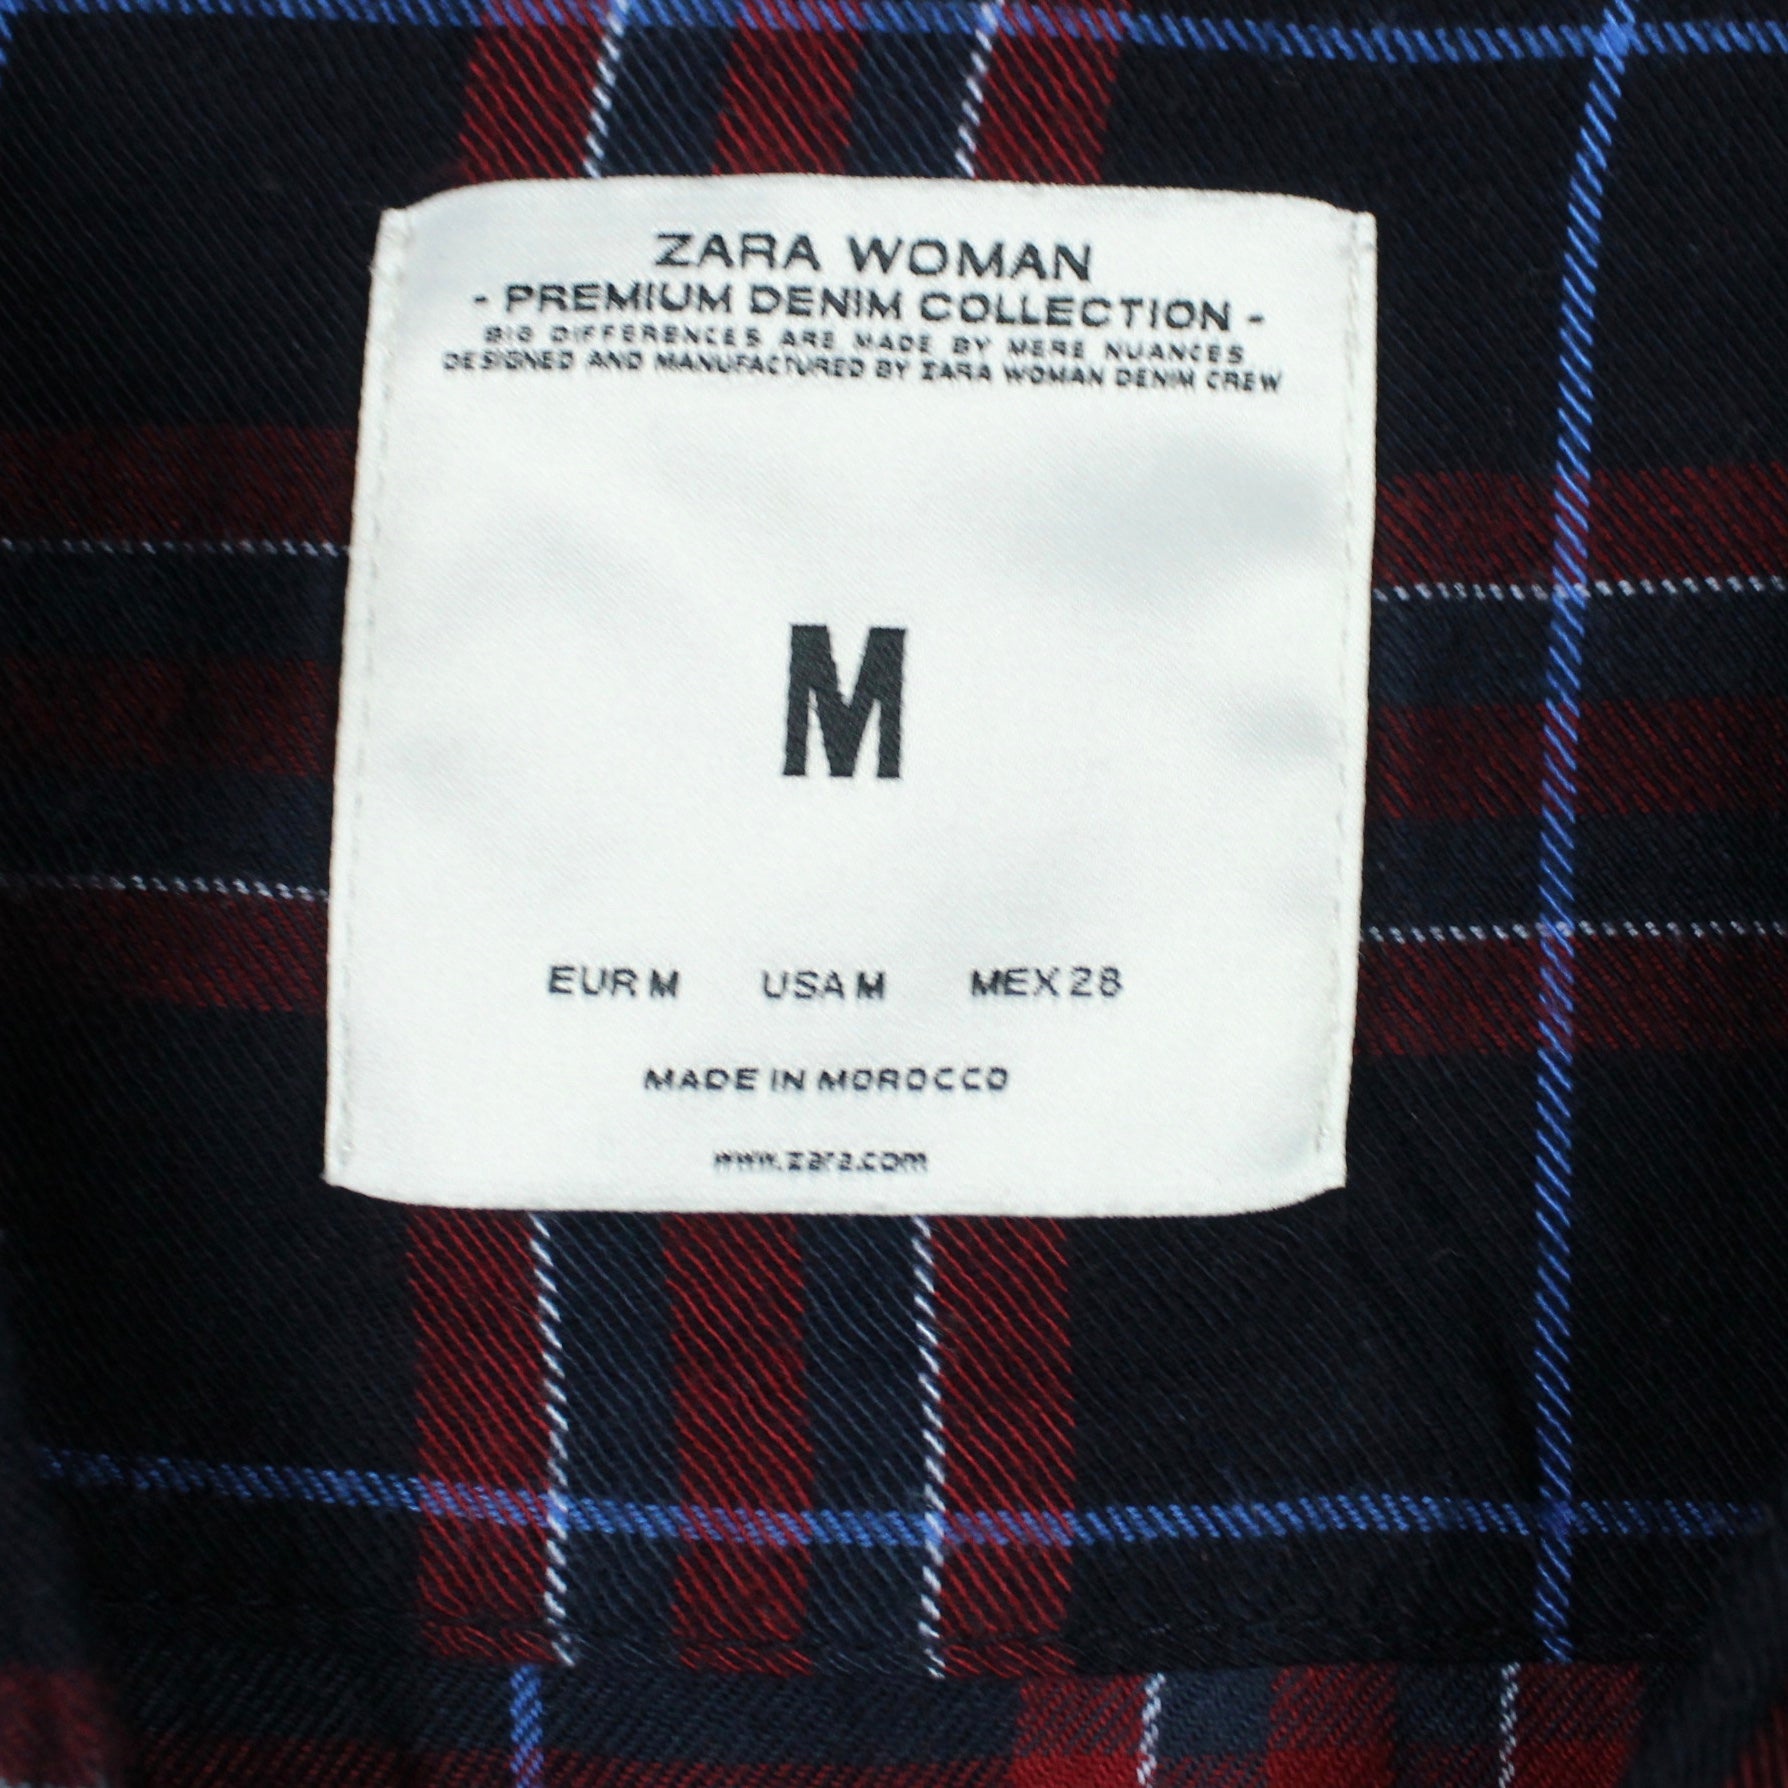 ZARA WOMAN
- PREMIUM DENIM COLLECTION -
BIG DIFFERENCES ARE MADE BY MERE NUANCES
DESIGNED AND MANUFACTURED BY ZARA WOMAN DENIM CREW
M
EUR M USA M MEX 28
MADE IN MOROCCO
www.zara.com